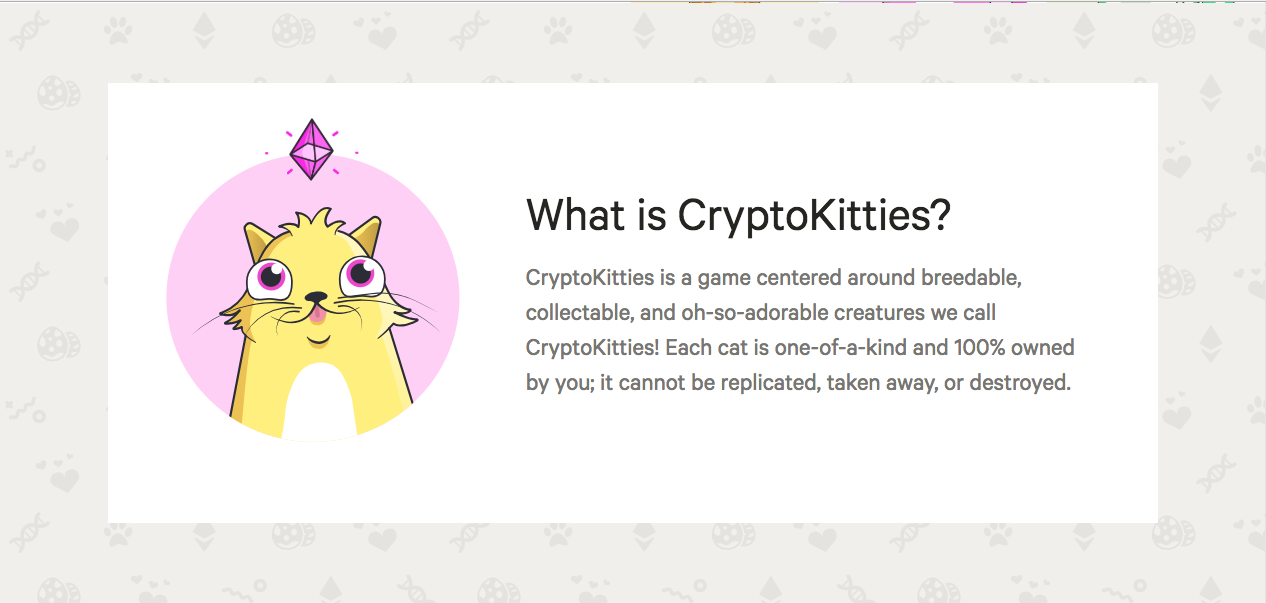 What is CryptoKitties?
CryptoKitties is a game centered around breedable,
collectable, and oh-so-adorable creatures we call
CryptoKitties! Each cat is one-of-a-kind and 100% owned
by you; it cannot be replicated, taken away, or destroyed.